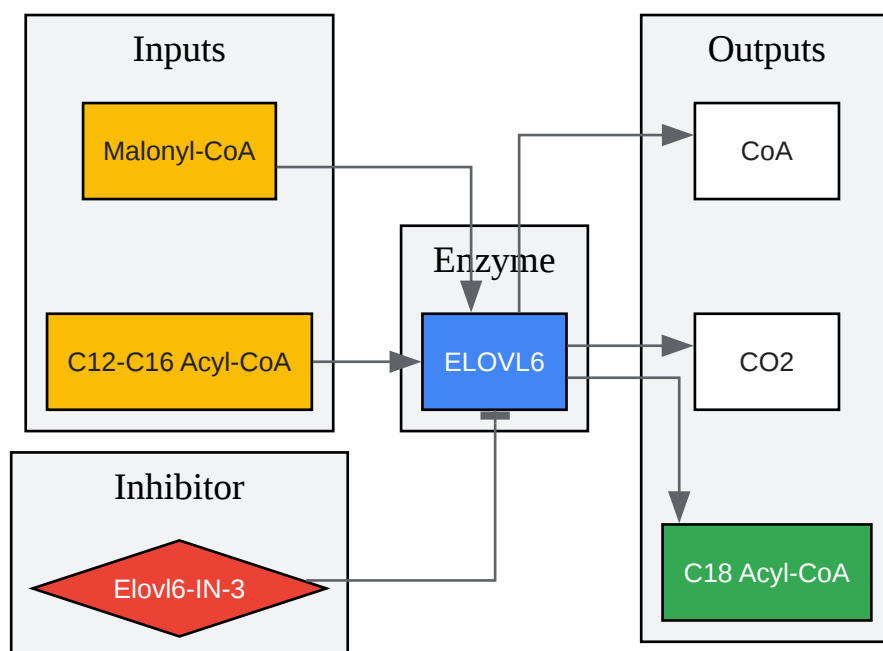 Inputs
Malonyl-CoA
C12-C16 Acyl-CoA
Enzyme
ELOVL6
Outputs
CoA
CO2
C18 Acyl-CoA
Inhibitor
Elovl6-IN-3